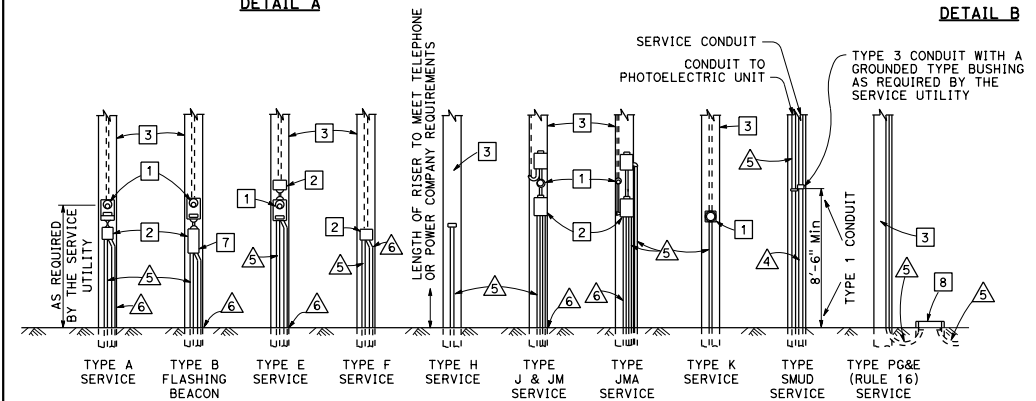 DETAIL A
DETAIL B
LENGTH OF RISER TO MEET TELEPHONE
OR POWER COMPANY REQUIREMENTS
SERVICE CONDUIT
CONDUIT TO
PHOTOELECTRIC UNIT
TYPE 3 CONDUIT WITH A
GROUNDED TYPE BUSHING
AS REQUIRED BY THE
SERVICE UTILITY
3
3
3
3
3
1
2
1
1
2
7
2
2
1
3
5
5
5
6
5
5
4
5
5
6
6
6
6
6
8
5
AS REQUIRED
BY THE SERVICE
UTILITY
8'-6" Min
TYPE 1 CONDUIT
TYPE A
SERVICE
TYPE B
FLASHING
BEACON
TYPE E
SERVICE
TYPE F
SERVICE
TYPE H
SERVICE
TYPE
J & JM
SERVICE
TYPE
JMA
SERVICE
TYPE K
SERVICE
TYPE
SMUD
SERVICE
TYPE PG&E
(RULE 16)
SERVICE